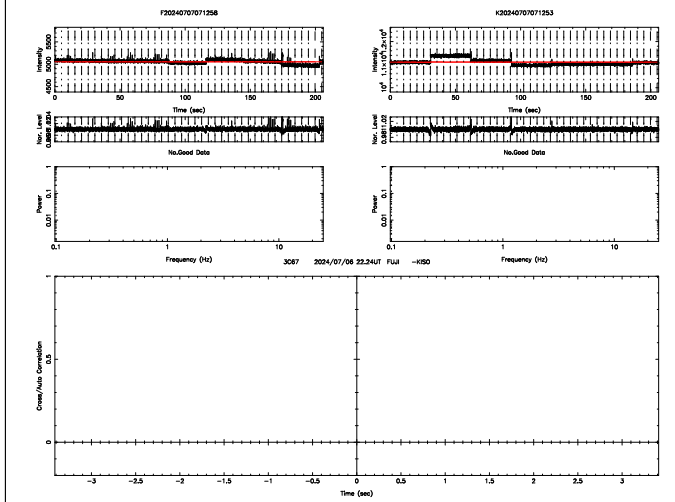 F20240707071258
K20240707071253
Intensity
4500 5000 5500
0 50 100 150 200
Time (sec)
Intensity
10⁴ 1.1×10⁴ 1.2×10⁴
0 50 100 150 200
Time (sec)
Nor. Level
No.Good Data
Nor. Level
No.Good Data
Power
0.01 0.1 1
0.1 1 10
Frequency (Hz)
Power
0.01 0.1 1
0.1 1 10
Frequency (Hz)
3C67 2024/07/06 22.24UT FUJI -KISO
Cross/Auto Correlation
0 0.5 1
-3 -2.5 -2 -1.5 -1 -0.5 0 0.5 1 1.5 2 2.5 3
Time (sec)